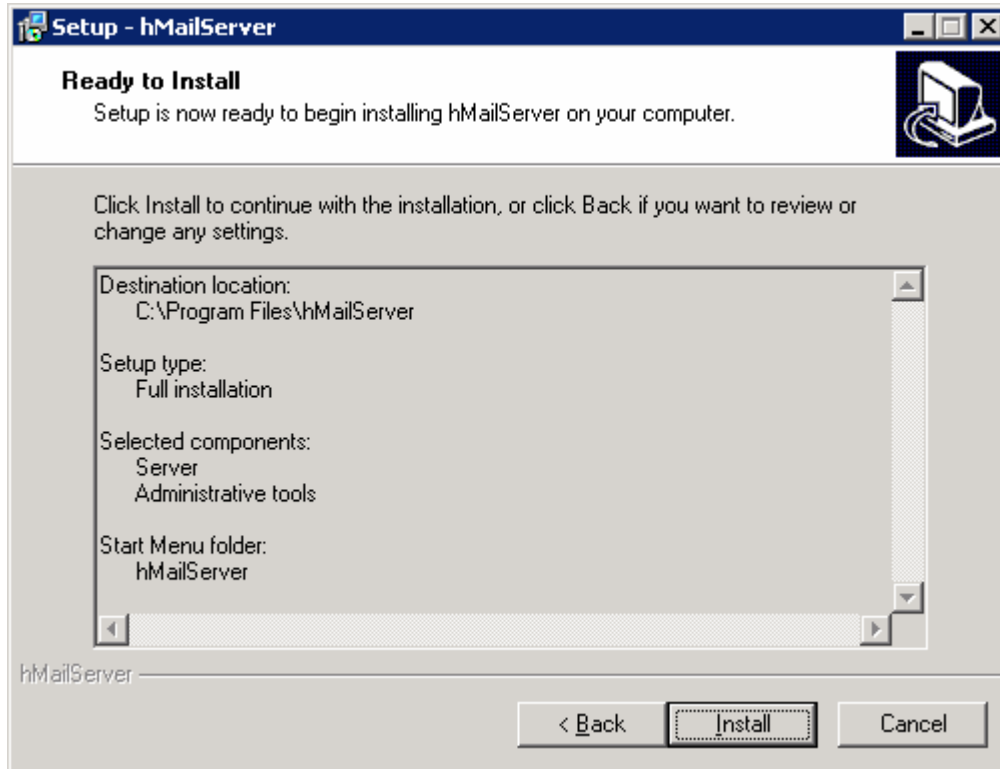 Setup - hMailServer
Ready to Install
Setup is now ready to begin installing hMailServer on your computer.
Click Install to continue with the installation, or click Back if you want to review or
change any settings.
Destination location:
C:\Program Files\hMailServer
Setup type:
Full installation
Selected components:
Server
Administrative tools
Start Menu folder:
hMailServer
hMailServer
< Back
Install
Cancel